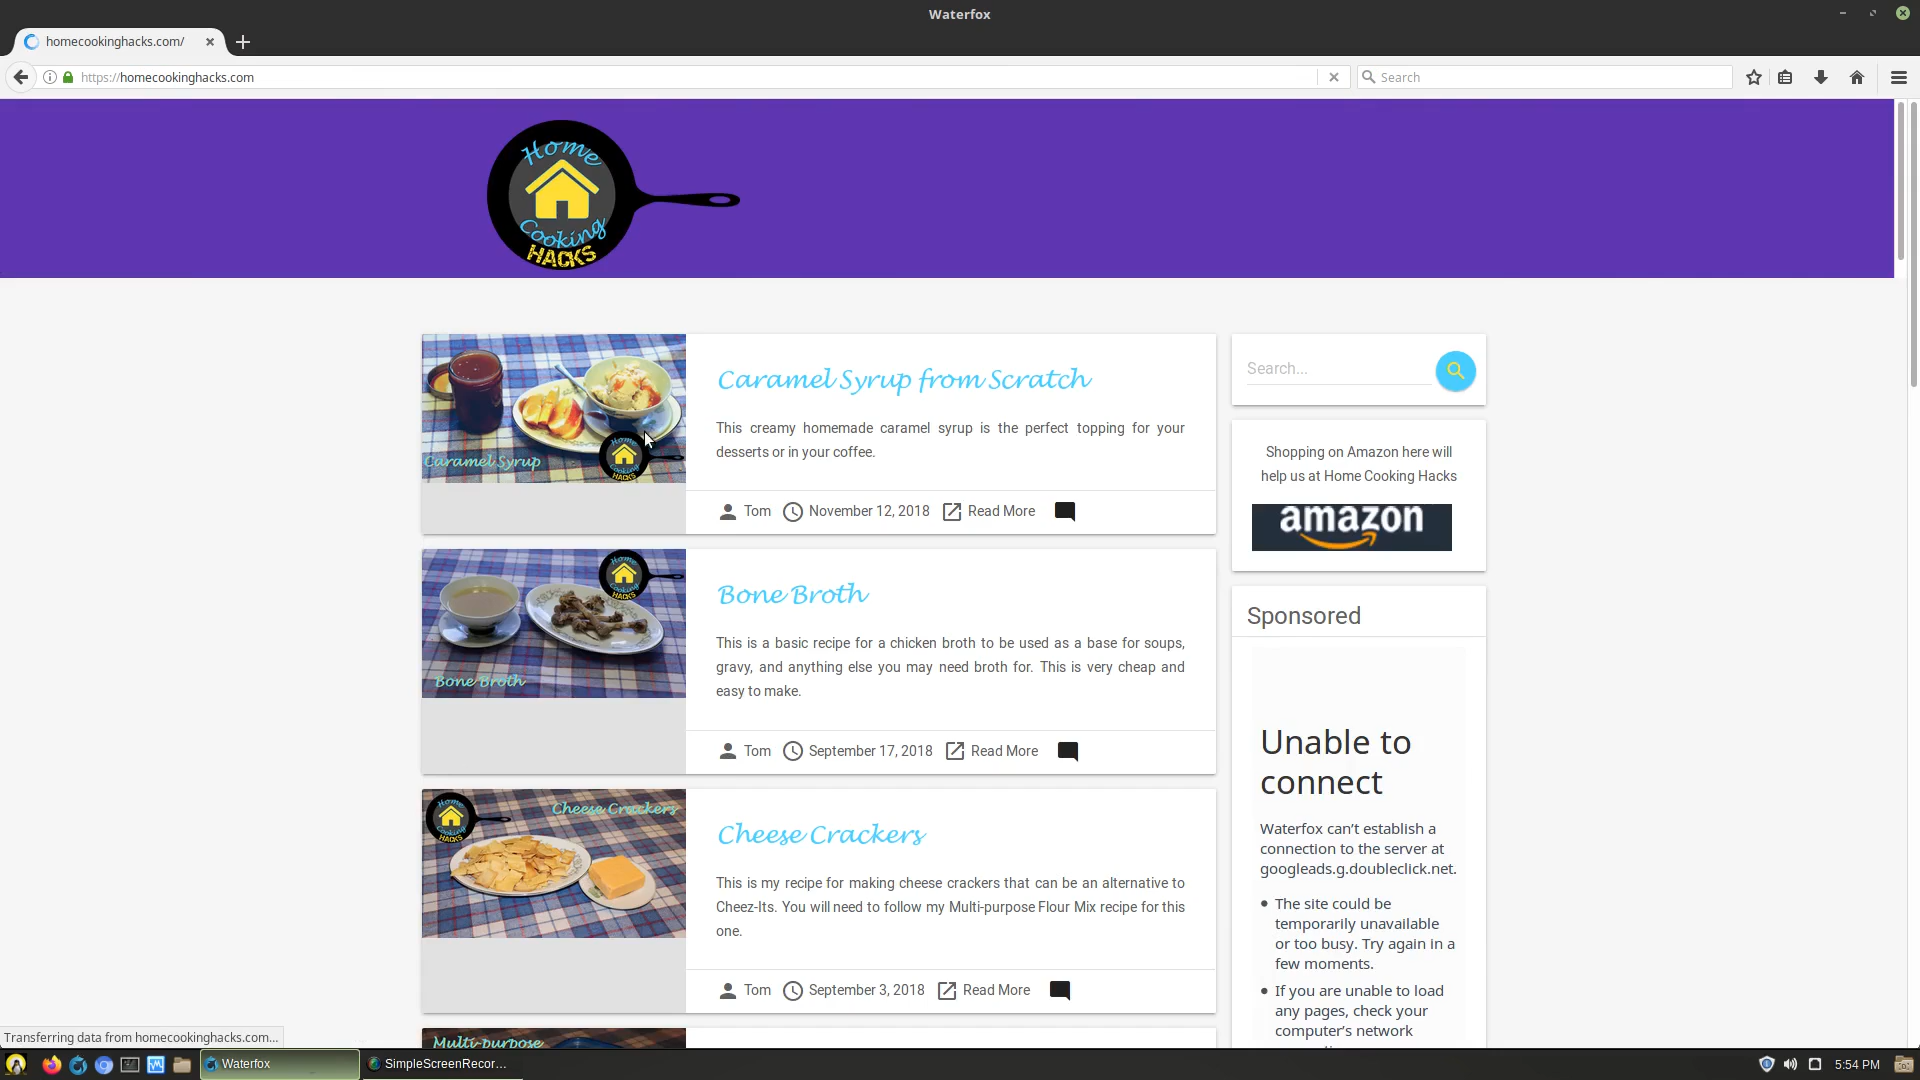 Waterfox
homecookinghacks.com/
https://homecookinghacks.com
Search
Home
Cooking
HACKS
Caramel Syrup
Home
Cooking
HACKS
Caramel Syrup from Scratch
This creamy homemade caramel syrup is the perfect topping for your
desserts or in your coffee.
Tom November 12, 2018 Read More
Home
Cooking
HACKS
Bone Broth
Bone Broth
This is a basic recipe for a chicken broth to be used as a base for soups,
gravy, and anything else you may need broth for. This is very cheap and
easy to make.
Tom September 17, 2018 Read More
Home
Cooking
HACKS
Cheese Crackers
Cheese Crackers
This is my recipe for making cheese crackers that can be an alternative to
Cheez-Its. You will need to follow my Multi-purpose Flour Mix recipe for this
one.
Tom September 3, 2018 Read More
Multi-purpose
Search...
Shopping on Amazon here will
help us at Home Cooking Hacks
amazon
Sponsored
Unable to
connect
Waterfox can’t establish a
connection to the server at
googleads.g.doubleclick.net.
The site could be
temporarily unavailable
or too busy. Try again in a
few moments.
If you are unable to load
any pages, check your
computer’s network
Transferring data from homecookinghacks.com...
Waterfox
SimpleScreenRecor...
5:54 PM